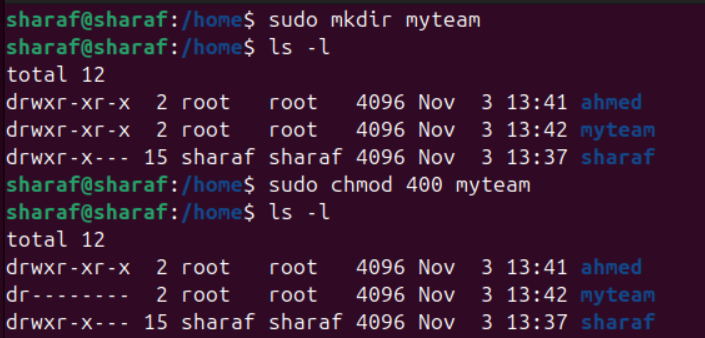 sharaf@sharaf:/home$ sudo mkdir myteam
sharaf@sharaf:/home$ ls -l
total 12
drwxr-xr-x  2 root   root   4096 Nov  3 13:41 ahmed
drwxr-xr-x  2 root   root   4096 Nov  3 13:42 myteam
drwxr-x--- 15 sharaf sharaf 4096 Nov  3 13:37 sharaf
sharaf@sharaf:/home$ sudo chmod 400 myteam
sharaf@sharaf:/home$ ls -l
total 12
drwxr-xr-x  2 root   root   4096 Nov  3 13:41 ahmed
dr--------  2 root   root   4096 Nov  3 13:42 myteam
drwxr-x--- 15 sharaf sharaf 4096 Nov  3 13:37 sharaf